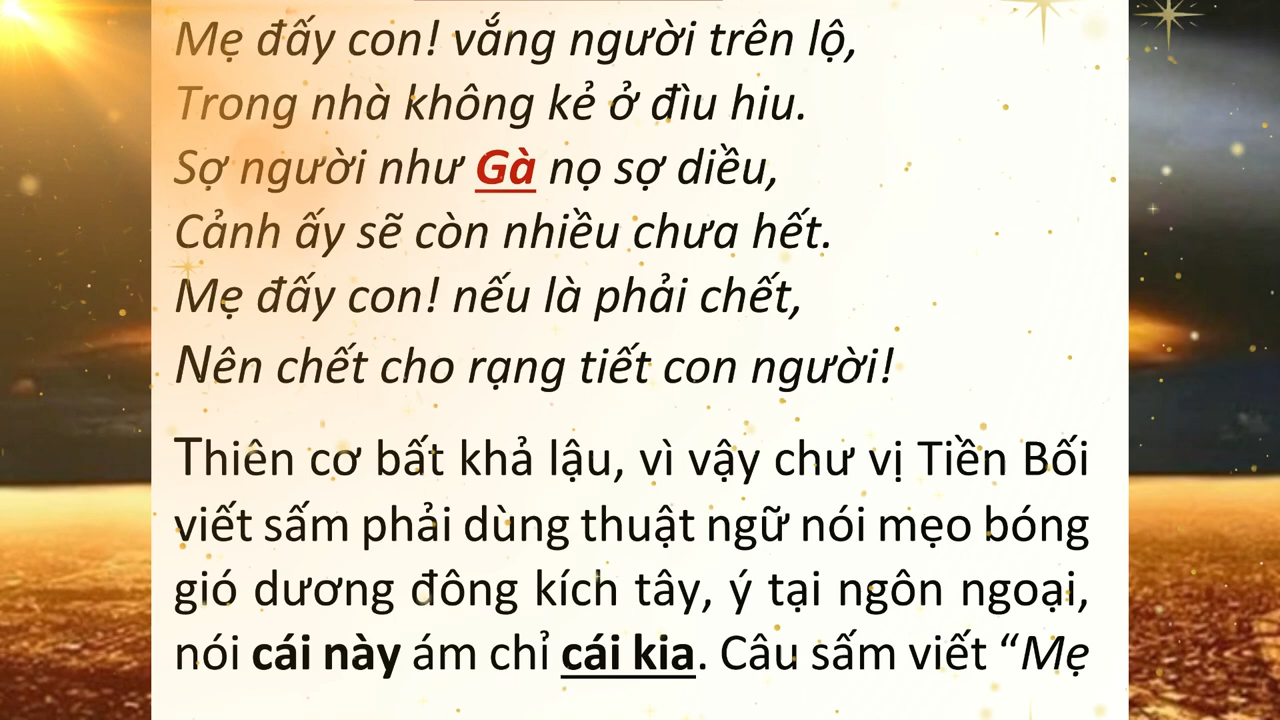 Mẹ đấy con! vắng người trên lộ,
Trong nhà không kẻ ở đìu hiu.
Sợ người như Gà nọ sợ diều,
Cảnh ấy sẽ còn nhiều chưa hết.
Mẹ đấy con! nếu là phải chết,
Nên chết cho rạng tiết con người!
Thiên cơ bất khả lậu, vì vậy chư vị Tiền Bối
viết sấm phải dùng thuật ngữ nói mẹo bóng
gió dương đông kích tây, ý tại ngôn ngoại,
nói cái này ám chỉ cái kia. Câu sấm viết “Mẹ